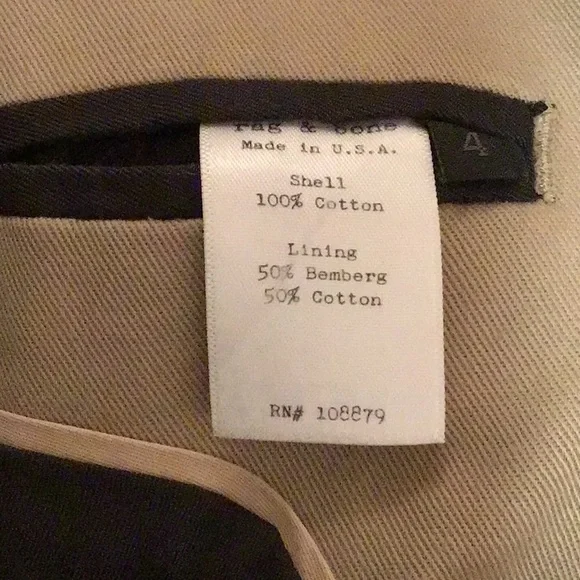 rag & bone
Made in U.S.A.
Shell
100% Cotton
Lining
50% Bemberg
50% Cotton
RN# 108879
4